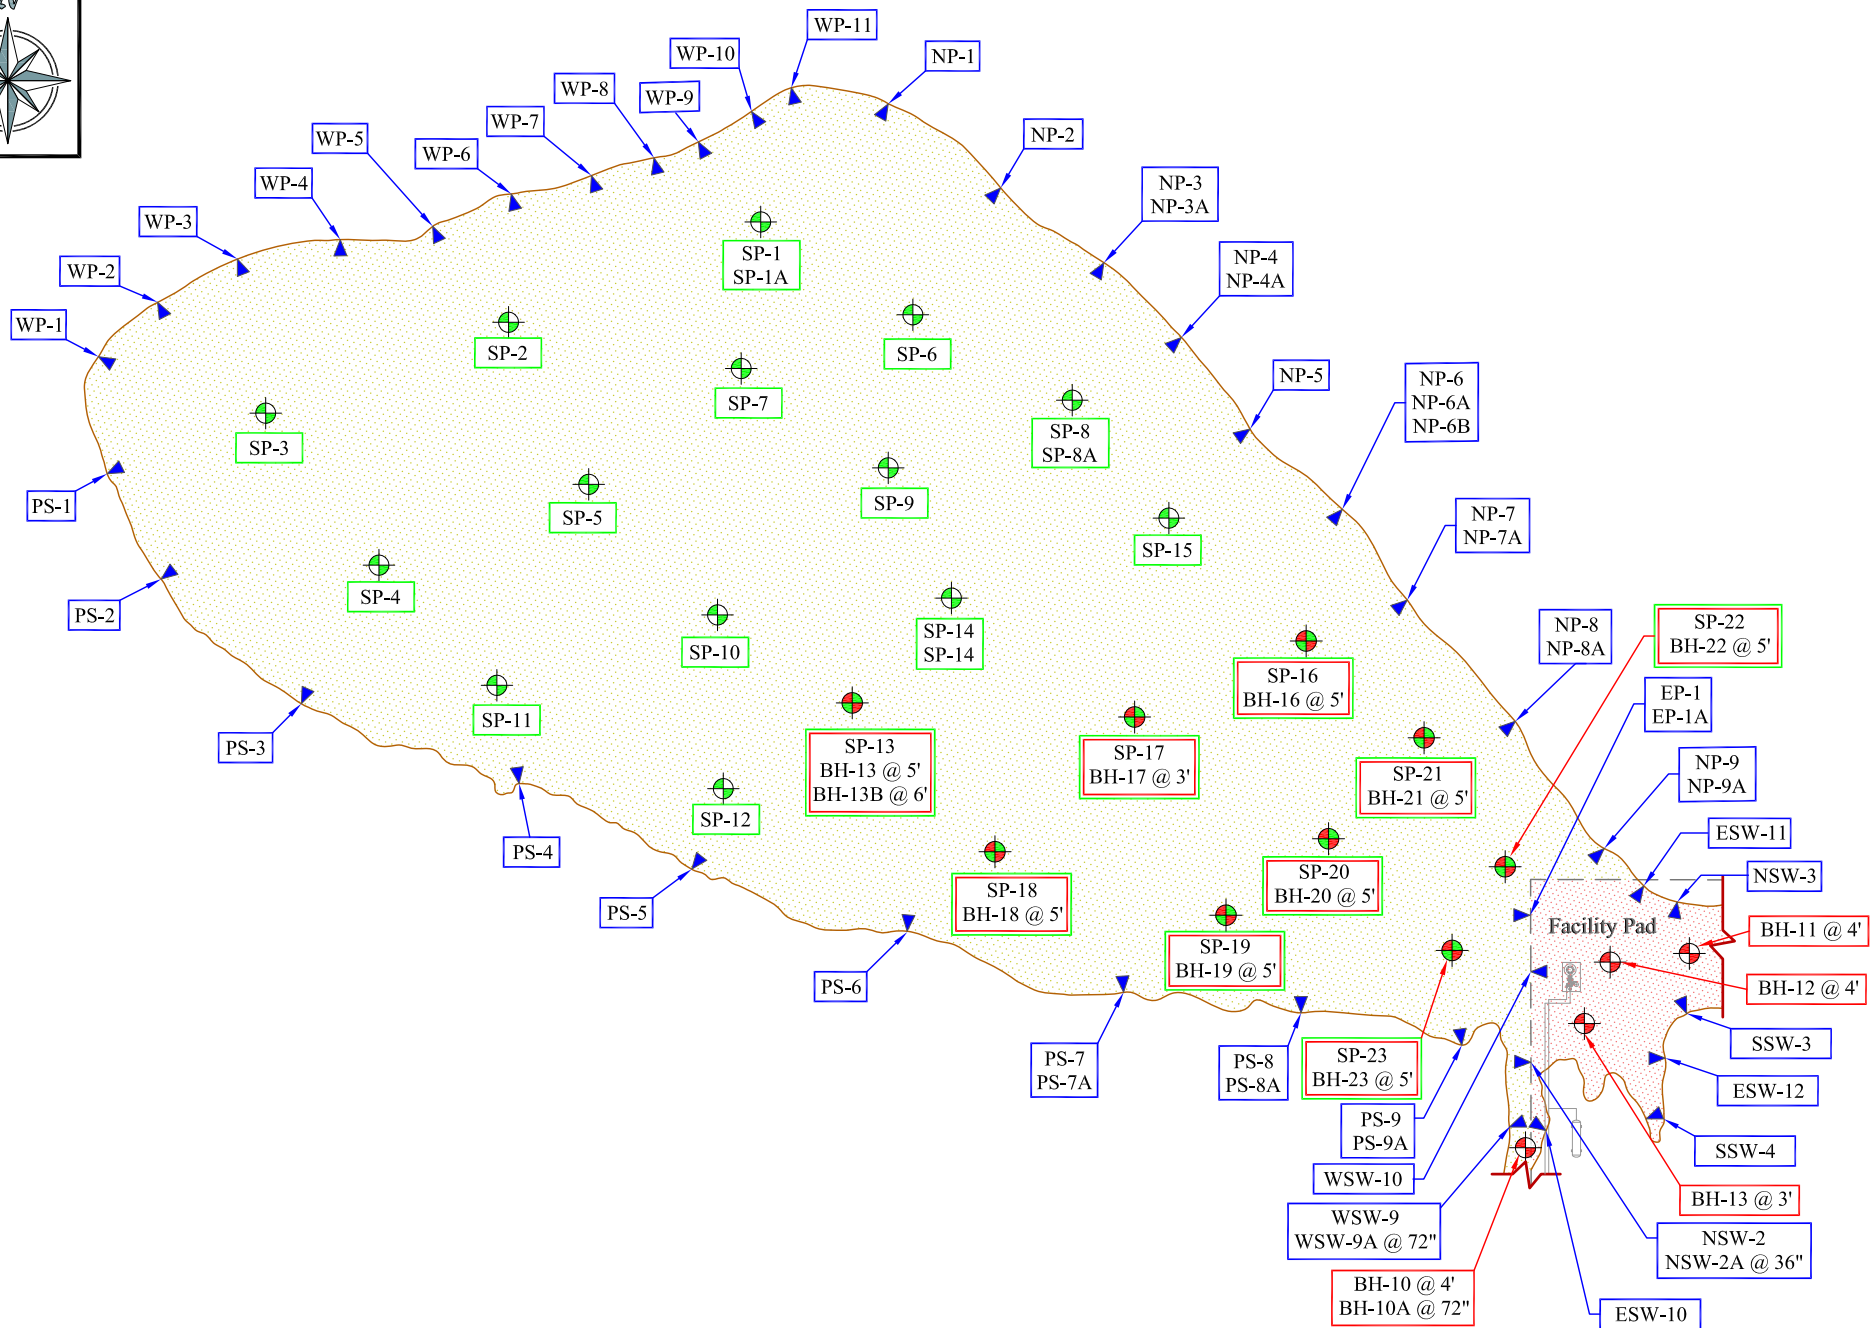 WP-11
WP-10
NP-1
WP-9
WP-8
WP-7
WP-6
WP-5
WP-4
WP-3
WP-2
WP-1
NP-2
NP-3
NP-3A
NP-4
NP-4A
NP-5
NP-6
NP-6A
NP-6B
NP-7
NP-7A
NP-8
NP-8A
SP-22
BH-22 @ 5'
EP-1
EP-1A
NP-9
NP-9A
ESW-11
NSW-3
SP-1
SP-1A
SP-2
SP-6
SP-7
SP-3
SP-8
SP-8A
SP-9
SP-5
SP-15
SP-4
SP-14
SP-14
SP-10
SP-16
BH-16 @ 5'
SP-11
SP-13
BH-13 @ 5'
BH-13B @ 6'
SP-17
BH-17 @ 3'
SP-21
BH-21 @ 5'
SP-12
SP-18
BH-18 @ 5'
SP-20
BH-20 @ 5'
SP-19
BH-19 @ 5'
SP-23
BH-23 @ 5'
PS-1
PS-2
PS-3
PS-4
PS-5
PS-6
PS-7
PS-7A
PS-8
PS-8A
PS-9
PS-9A
Facility Pad
BH-11 @ 4'
BH-12 @ 4'
SSW-3
ESW-12
SSW-4
BH-13 @ 3'
WSW-10
WSW-9
WSW-9A @ 72"
NSW-2
NSW-2A @ 36"
BH-10 @ 4'
BH-10A @ 72"
ESW-10